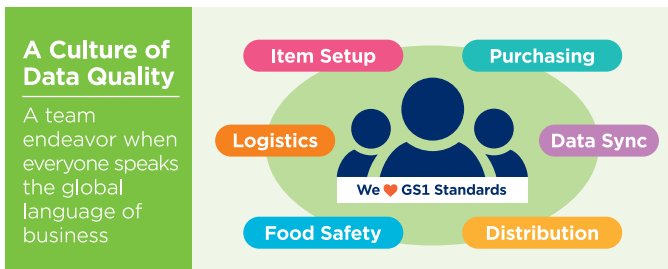 A Culture of
Data Quality
A team
endeavor when
everyone speaks
the global
language of
business
Item Setup
Purchasing
Logistics
Data Sync
We ❤ GS1 Standards
Food Safety
Distribution